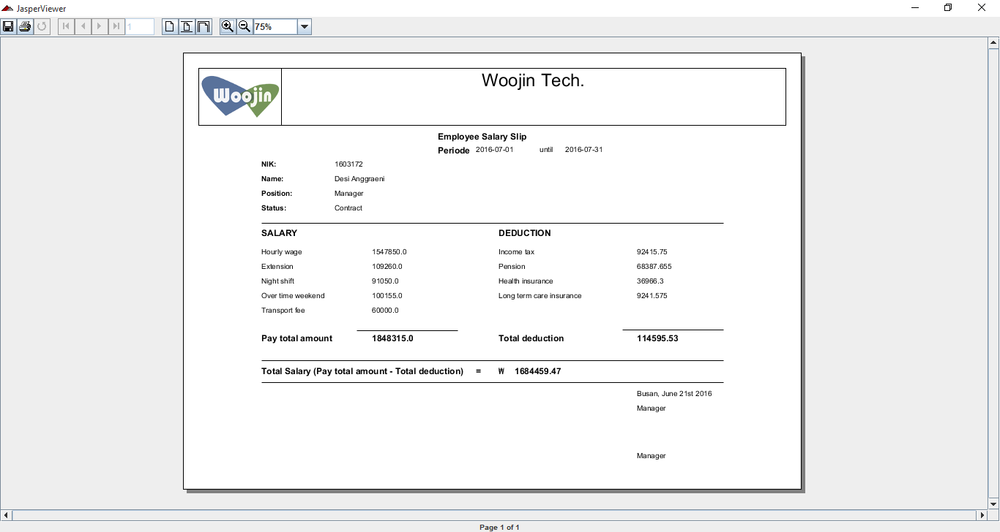 JasperViewer
1
75%
Woojin
Woojin Tech.
Employee Salary Slip
Periode 2016-07-01 until 2016-07-31
NIK: 1603172
Name: Desi Anggraeni
Position: Manager
Status: Contract
SALARY DEDUCTION
Hourly wage 1547850.0 Income tax 92415.75
Extension 109260.0 Pension 68387.655
Night shift 91050.0 Health insurance 36966.3
Over time weekend 100155.0 Long term care insurance 9241.575
Transport fee 60000.0
Pay total amount 1848315.0 Total deduction 114595.53
Total Salary (Pay total amount - Total deduction) = ₩ 1684459.47
Busan, June 21st 2016
Manager
Manager
Page 1 of 1